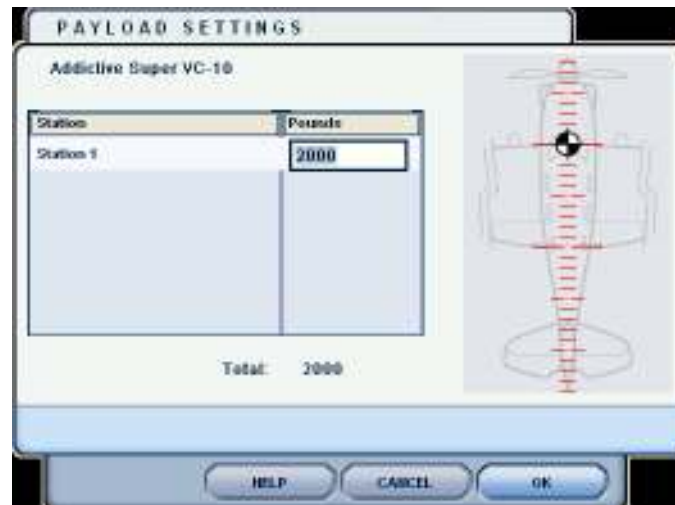 PAYLOAD SETTINGS
Addictive Super VC-10
Station Pounds
Station 1 2000
Total: 2000
HELP CANCEL OK